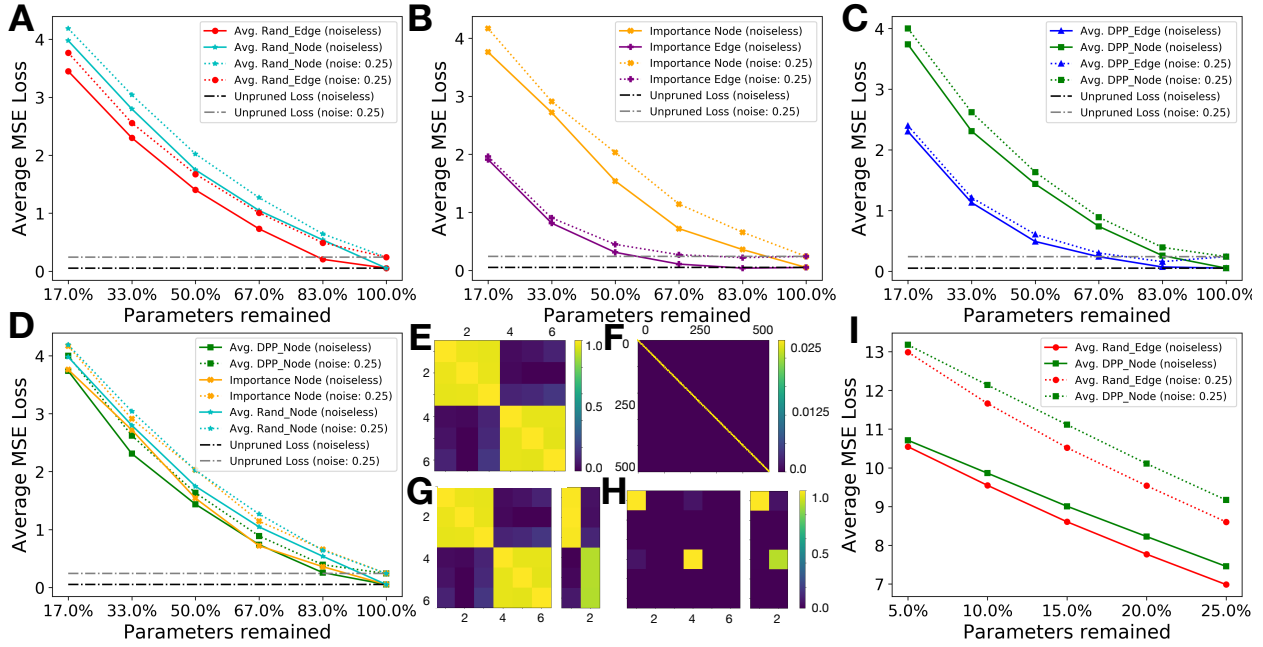 A
Average MSE Loss
4
3
2
1
0
Avg. Rand_Edge (noiseless)
Avg. Rand_Node (noiseless)
Avg. Rand_Node (noise: 0.25)
Avg. Rand_Edge (noise: 0.25)
Unpruned Loss (noiseless)
Unpruned Loss (noise: 0.25)
17.0% 33.0% 50.0% 67.0% 83.0% 100.0%
Parameters remained
B
Average MSE Loss
4
3
2
1
0
Importance Node (noiseless)
Importance Edge (noiseless)
Importance Node (noise: 0.25)
Importance Edge (noise: 0.25)
Unpruned Loss (noiseless)
Unpruned Loss (noise: 0.25)
17.0% 33.0% 50.0% 67.0% 83.0% 100.0%
Parameters remained
C
Average MSE Loss
4
3
2
1
0
Avg. DPP_Edge (noiseless)
Avg. DPP_Node (noiseless)
Avg. DPP_Edge (noise: 0.25)
Avg. DPP_Node (noise: 0.25)
Unpruned Loss (noiseless)
Unpruned Loss (noise: 0.25)
17.0% 33.0% 50.0% 67.0% 83.0% 100.0%
Parameters remained
D
Average MSE Loss
4
3
2
1
0
Avg. DPP_Node (noiseless)
Avg. DPP_Node (noise: 0.25)
Importance Node (noiseless)
Importance Node (noise: 0.25)
Avg. Rand_Node (noiseless)
Avg. Rand_Node (noise: 0.25)
Unpruned Loss (noiseless)
Unpruned Loss (noise: 0.25)
17.0% 33.0% 50.0% 67.0% 83.0% 100.0%
Parameters remained
E
2 4 6
2
4
6
1.0
0.5
0.0
F
0 250 500
0
250
500
0.025
0.0125
0.0
G
2
4
6
2 4 6 2
H
2 4 6 2
1.0
0.5
0.0
I
Average MSE Loss
13
12
11
10
9
8
7
Avg. Rand_Edge (noiseless)
Avg. DPP_Node (noiseless)
Avg. Rand_Edge (noise: 0.25)
Avg. DPP_Node (noise: 0.25)
5.0% 10.0% 15.0% 20.0% 25.0%
Parameters remained